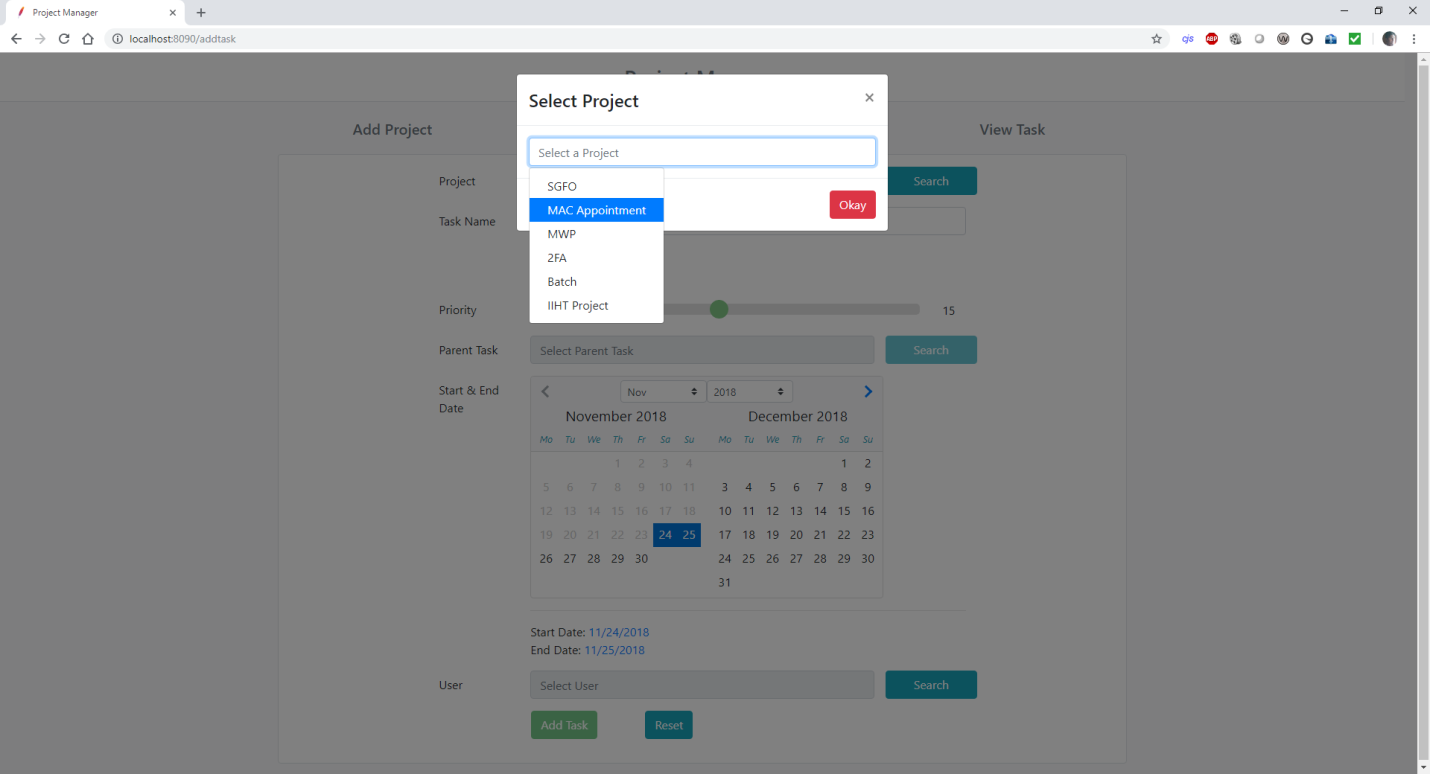 Project Manager
localhost:8090/addtask
cjs
ABP
Select Project
×
Add Project
View Task
Select a Project
Project
Search
SGFO
MAC Appointment
Okay
Task Name
MWP
2FA
Batch
IIHT Project
Priority
15
Parent Task
Select Parent Task
Search
Start & End
Date
Nov
2018
November 2018
December 2018
Mo Tu We Th Fr Sa Su
Mo Tu We Th Fr Sa Su
1 2 3 4
1 2
5 6 7 8 9 10 11
3 4 5 6 7 8 9
12 13 14 15 16 17 18
10 11 12 13 14 15 16
19 20 21 22 23 24 25
17 18 19 20 21 22 23
26 27 28 29 30
24 25 26 27 28 29 30
31
Start Date: 11/24/2018
End Date: 11/25/2018
User
Select User
Search
Add Task
Reset